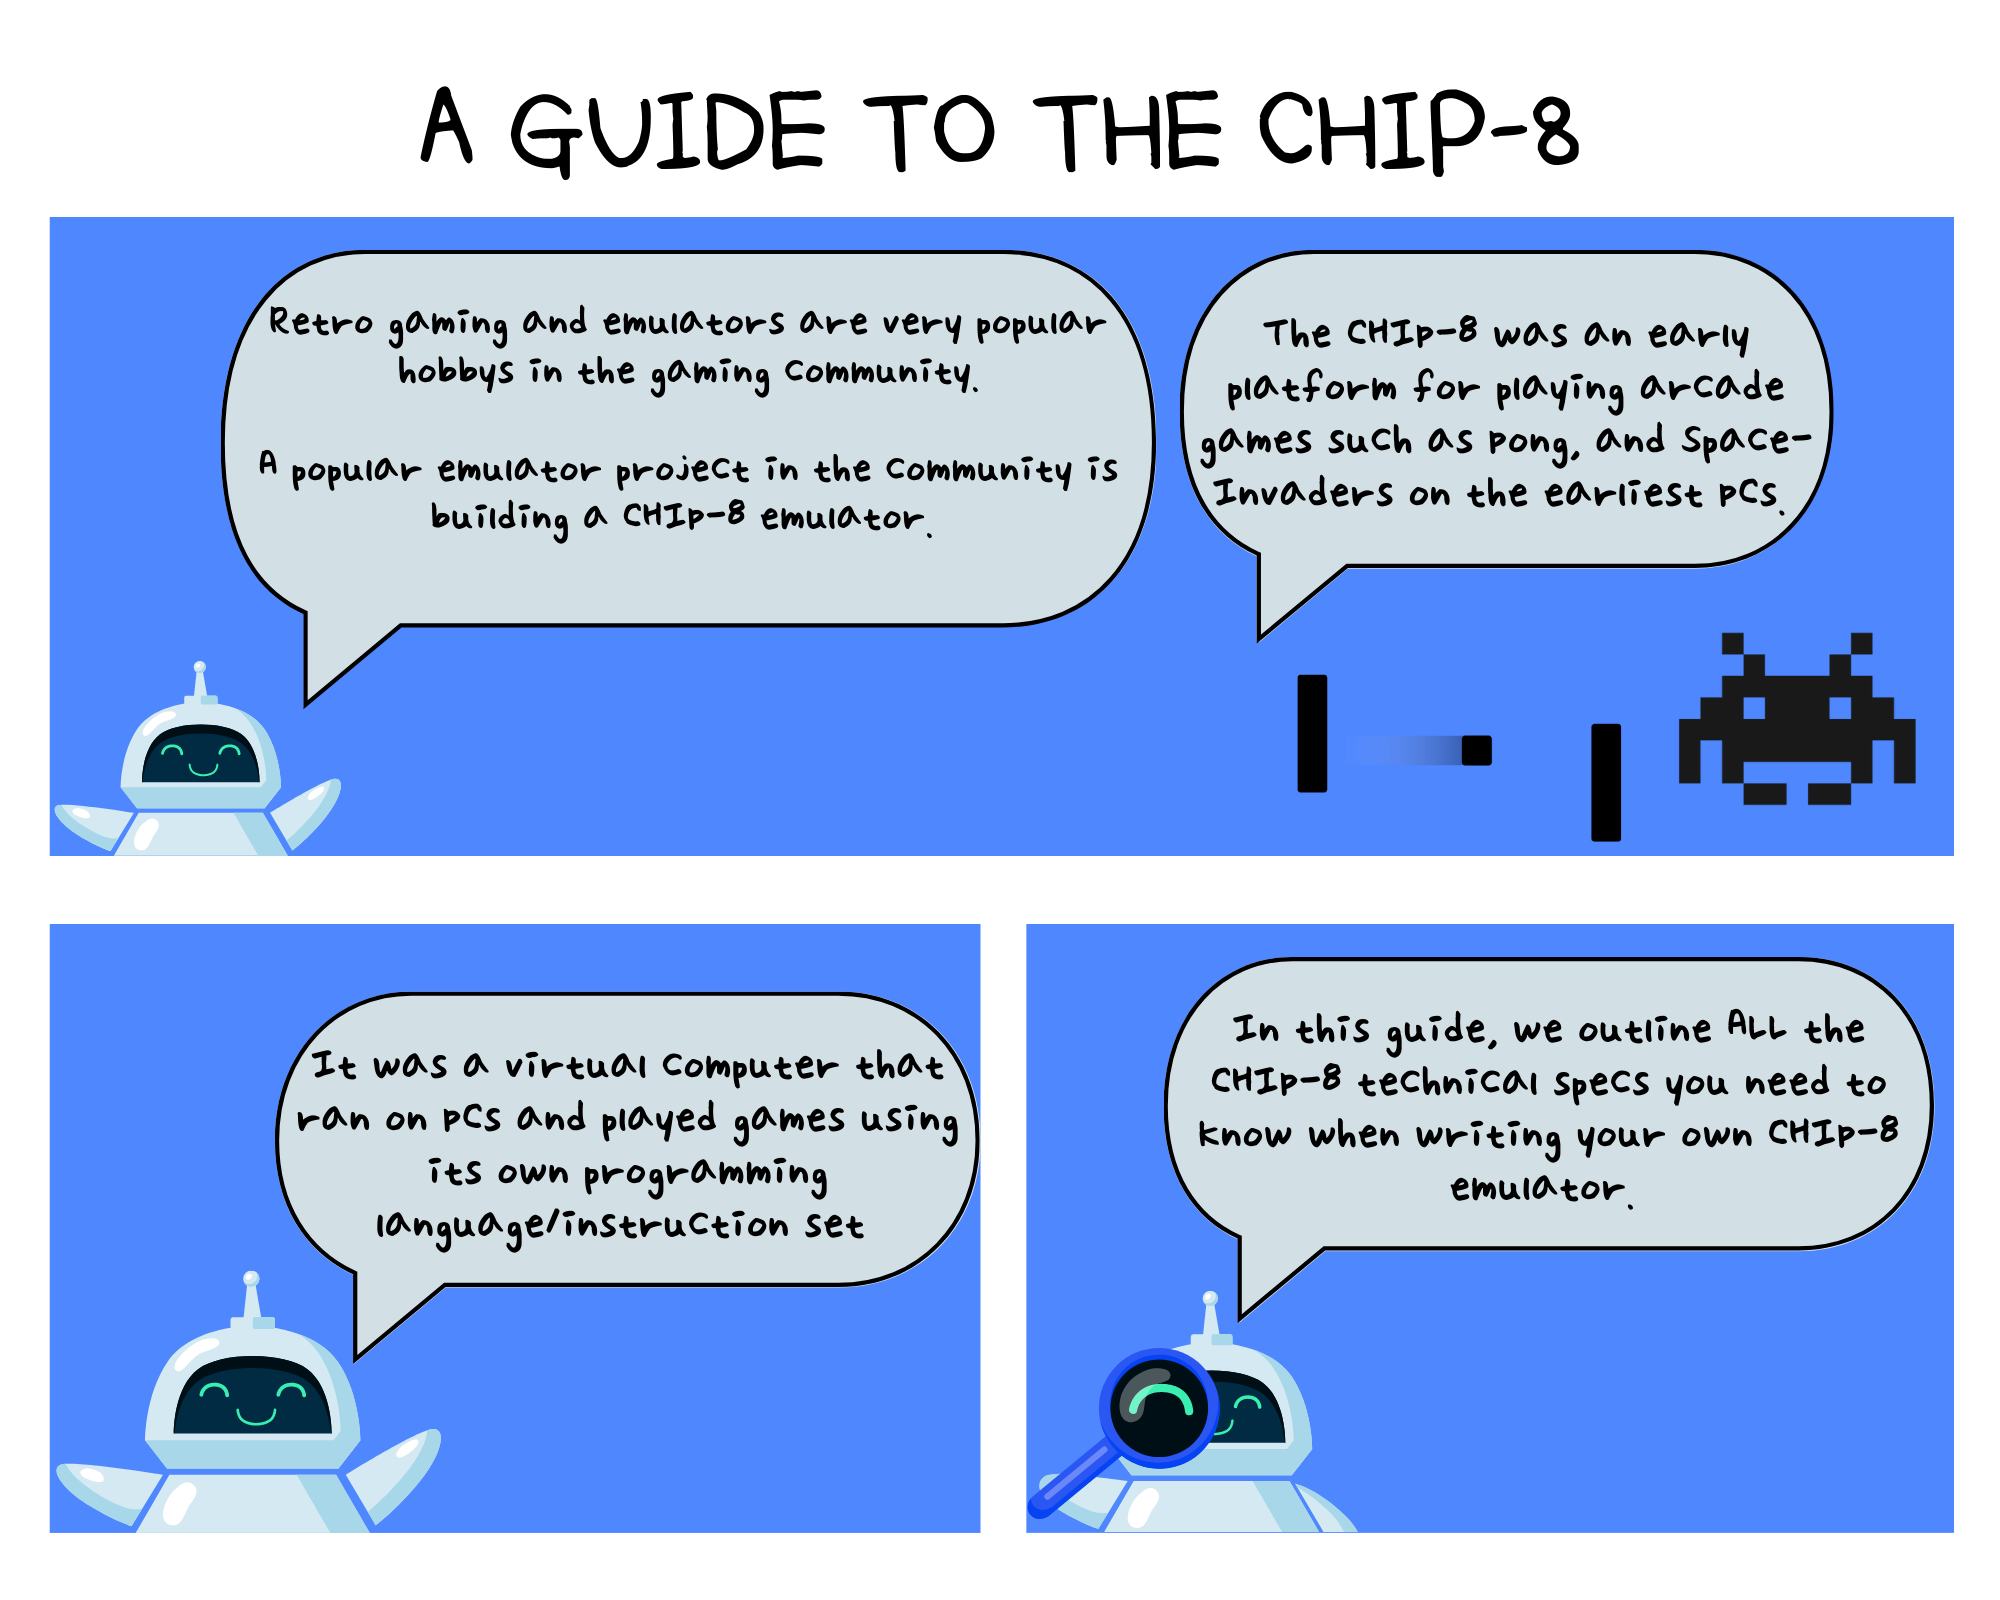 A GUIDE TO THE CHIP-8
Retro gaming and emulators are very popular
hobbys in the gaming community.
A popular emulator project in the community is
building a CHIP-8 emulator.
The CHIP-8 was an early
platform for playing arcade
games such as Pong, and Space-
Invaders on the earliest PCs.
It was a virtual computer that
ran on PCs and played games using
its own programming
language/instruction set
In this guide, we outline ALL the
CHIP-8 technical specs you need to
know when writing your own CHIP-8
emulator.